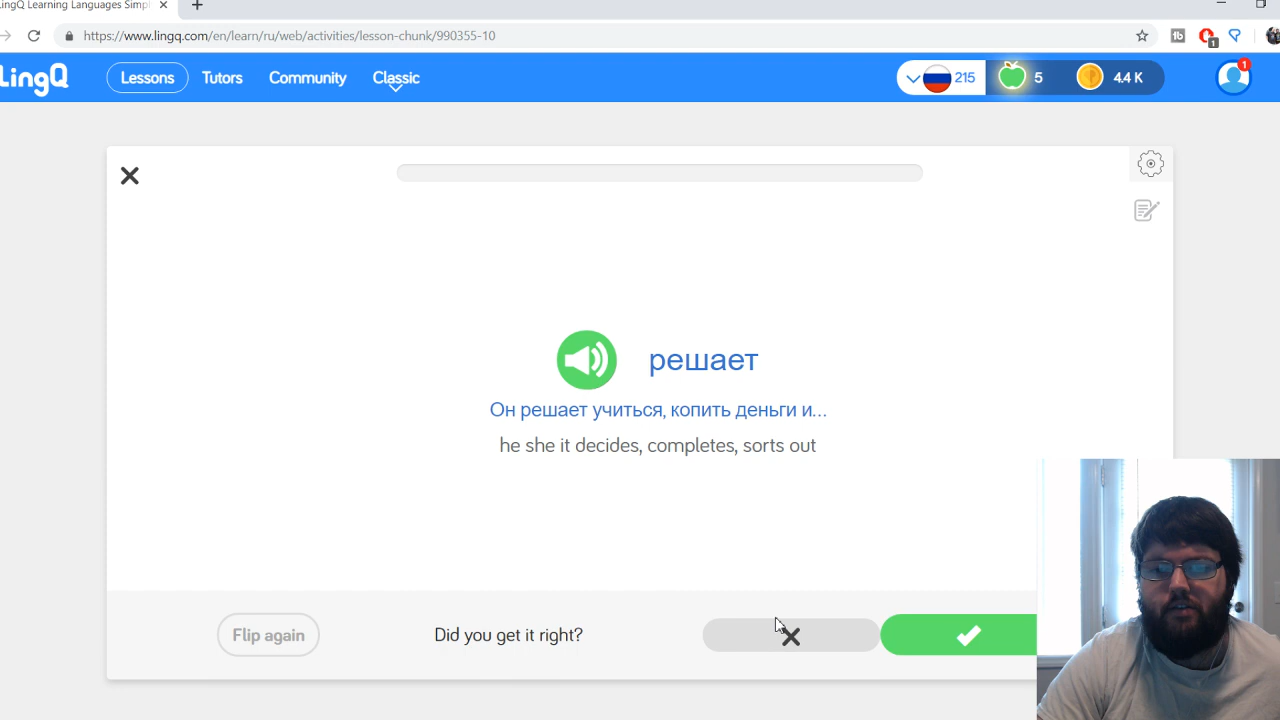 LingQ Learning Languages Simpl
https://www.lingq.com/en/learn/ru/web/activities/lesson-chunk/990355-10
LingQ Lessons Tutors Community Classic 215 5 4.4 K 1
решает
Он решает учиться, копить деньги и...
he she it decides, completes, sorts out
Flip again Did you get it right?